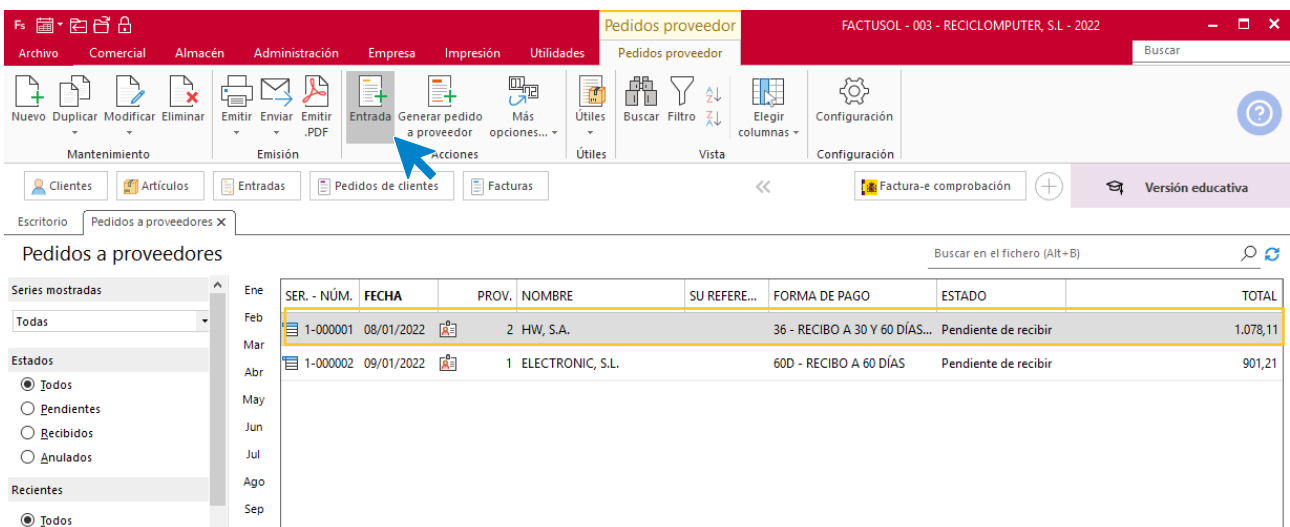 Fs Pedidos proveedor FACTUSOL - 003 - RECICLOMPUTER, S.L - 2022
Archivo Comercial Almacén Administración Empresa Impresión Utilidades Pedidos proveedor Buscar
Nuevo Duplicar Modificar Eliminar Emitir Enviar Emitir .PDF Entrada Generar pedido a proveedor Más opciones... Útiles Buscar Filtro Elegir columnas Configuración
Mantenimiento Emisión Acciones Útiles Vista Configuración
Clientes Artículos Entradas Pedidos de clientes Facturas Factura-e comprobación Versión educativa
Escritorio Pedidos a proveedores
Pedidos a proveedores Buscar en el fichero (Alt+B)
Series mostradas
Todas
Estados
Todos
Pendientes
Recibidos
Anulados
Recientes
Todos
Ene
Feb
Mar
Abr
May
Jun
Jul
Ago
Sep
SER. - NÚM. FECHA PROV. NOMBRE SU REFERE... FORMA DE PAGO ESTADO TOTAL
1-000001 08/01/2022 2 HW, S.A. 36 - RECIBO A 30 Y 60 DÍAS... Pendiente de recibir 1.078,11
1-000002 09/01/2022 1 ELECTRONIC, S.L. 60D - RECIBO A 60 DÍAS Pendiente de recibir 901,21